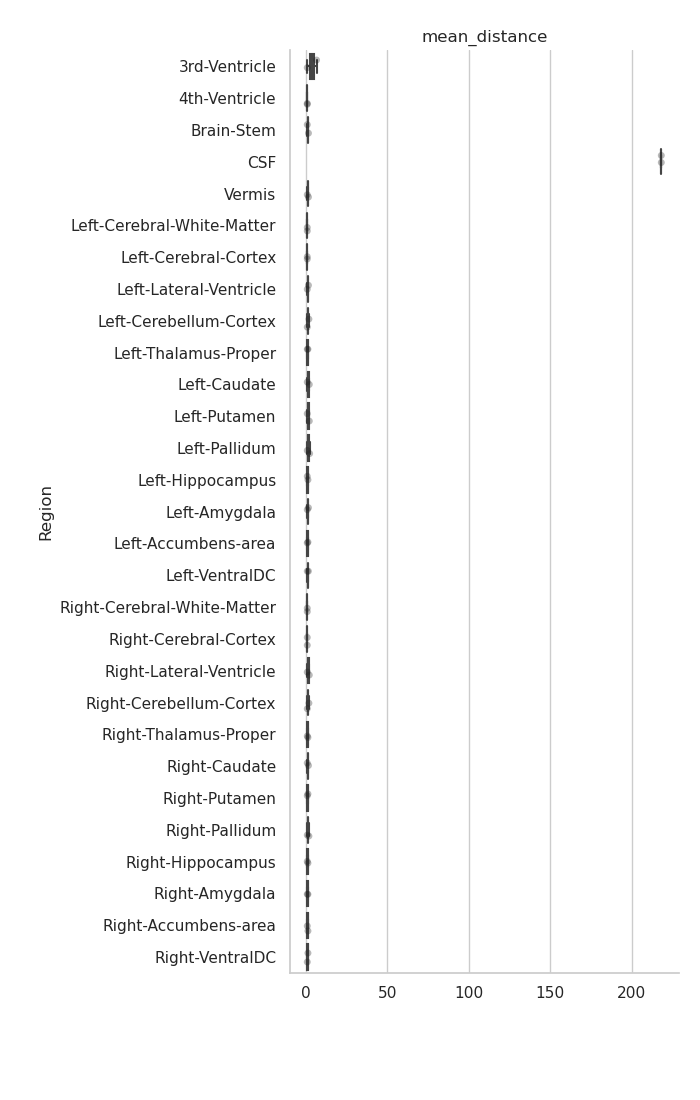 mean_distance
3rd-Ventricle
4th-Ventricle
Brain-Stem
CSF
Vermis
Left-Cerebral-White-Matter
Left-Cerebral-Cortex
Left-Lateral-Ventricle
Left-Cerebellum-Cortex
Left-Thalamus-Proper
Left-Caudate
Left-Putamen
Left-Pallidum
Left-Hippocampus
Left-Amygdala
Left-Accumbens-area
Left-VentralDC
Right-Cerebral-White-Matter
Right-Cerebral-Cortex
Right-Lateral-Ventricle
Right-Cerebellum-Cortex
Right-Thalamus-Proper
Right-Caudate
Right-Putamen
Right-Pallidum
Right-Hippocampus
Right-Amygdala
Right-Accumbens-area
Right-VentralDC
Region
0 50 100 150 200